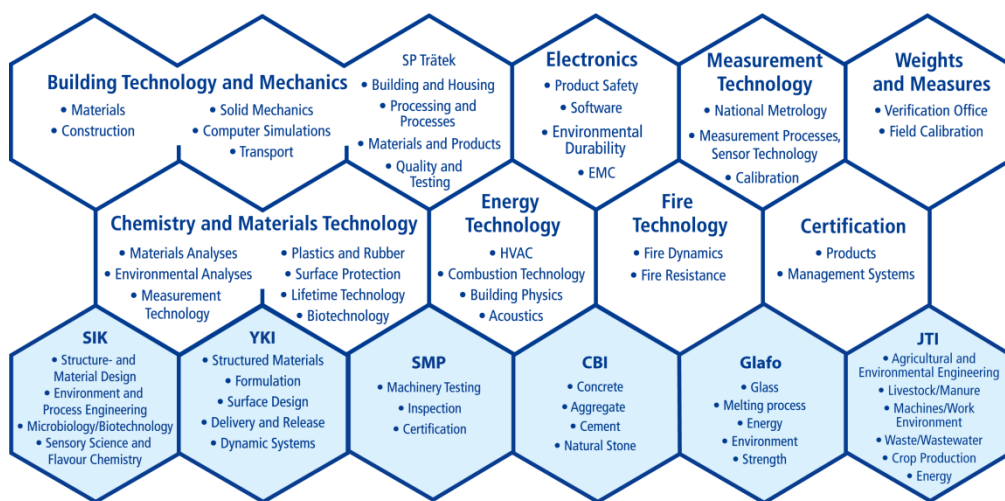 Building Technology and Mechanics
• Materials
• Construction
• Solid Mechanics
• Computer Simulations
• Transport
SP Trätek
• Building and Housing
• Processing and
Processes
• Materials and Products
• Quality and
Testing
Electronics
• Product Safety
• Software
• Environmental
Durability
• EMC
Measurement
Technology
• National Metrology
• Measurement Processes,
Sensor Technology
• Calibration
Weights
and Measures
• Verification Office
• Field Calibration
Chemistry and Materials Technology
• Materials Analyses
• Environmental Analyses
• Measurement
Technology
• Plastics and Rubber
• Surface Protection
• Lifetime Technology
• Biotechnology
Energy
Technology
• HVAC
• Combustion Technology
• Building Physics
• Acoustics
Fire
Technology
• Fire Dynamics
• Fire Resistance
Certification
• Products
• Management Systems
SIK
• Structure- and
Material Design
• Environment and
Process Engineering
• Microbiology/Biotechnology
• Sensory Science and
Flavour Chemistry
YKI
• Structured Materials
• Formulation
• Surface Design
• Delivery and Release
• Dynamic Systems
SMP
• Machinery Testing
• Inspection
• Certification
CBI
• Concrete
• Aggregate
• Cement
• Natural Stone
Glafo
• Glass
• Melting process
• Energy
• Environment
• Strength
JTI
• Agricultural and
Environmental Engineering
• Livestock/Manure
• Machines/Work
Environment
• Waste/Wastewater
• Crop Production
• Energy